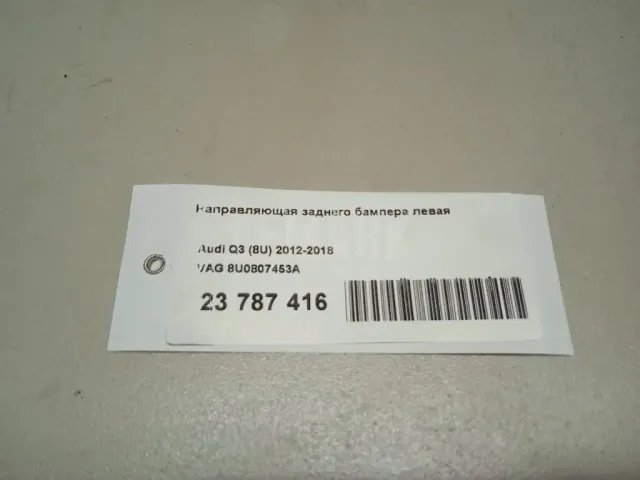 Направляющая заднего бампера левая
Audi Q3 (8U) 2012-2018
VAG 8U0807453A
23 787 416